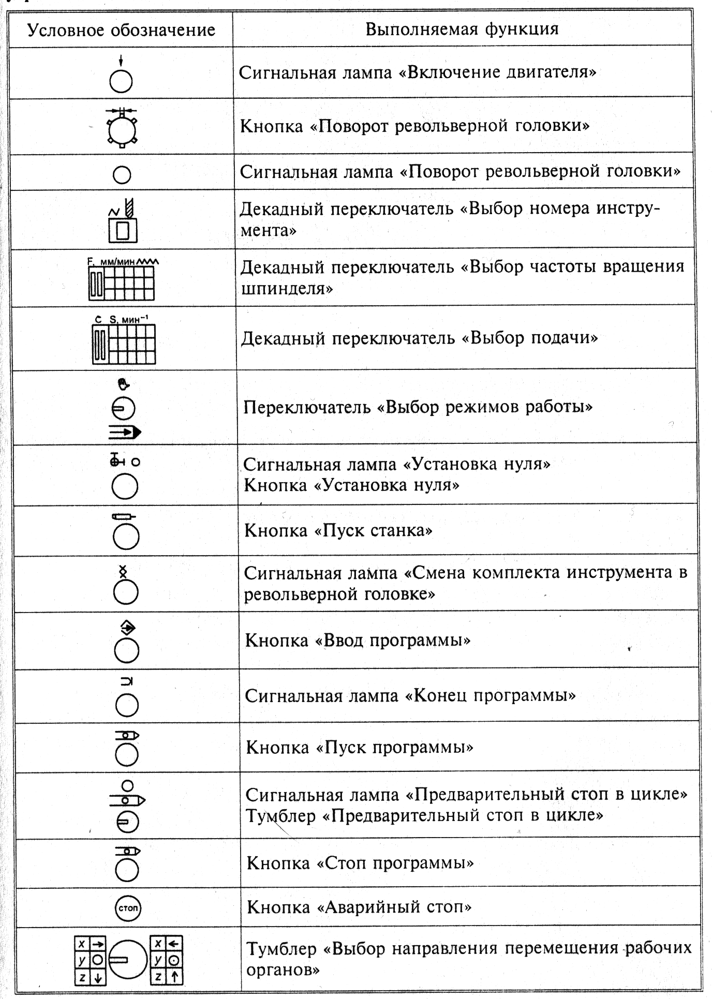 Условное обозначение
Выполняемая функция
Сигнальная лампа «Включение двигателя»
Кнопка «Поворот револьверной головки»
Сигнальная лампа «Поворот револьверной головки»
Декадный переключатель «Выбор номера инстру-
мента»
F, мм/мин
Декадный переключатель «Выбор частоты вращения
шпинделя»
C S, мин⁻¹
Декадный переключатель «Выбор подачи»
Переключатель «Выбор режимов работы»
Сигнальная лампа «Установка нуля»
Кнопка «Установка нуля»
Кнопка «Пуск станка»
Сигнальная лампа «Смена комплекта инструмента в
револьверной головке»
Кнопка «Ввод программы»
Сигнальная лампа «Конец программы»
Кнопка «Пуск программы»
Сигнальная лампа «Предварительный стоп в цикле»
Тумблер «Предварительный стоп в цикле»
Кнопка «Стоп программы»
стоп
Кнопка «Аварийный стоп»
x → x ←
y y
z ↓ z ↑
Тумблер «Выбор направления перемещения рабочих
органов»